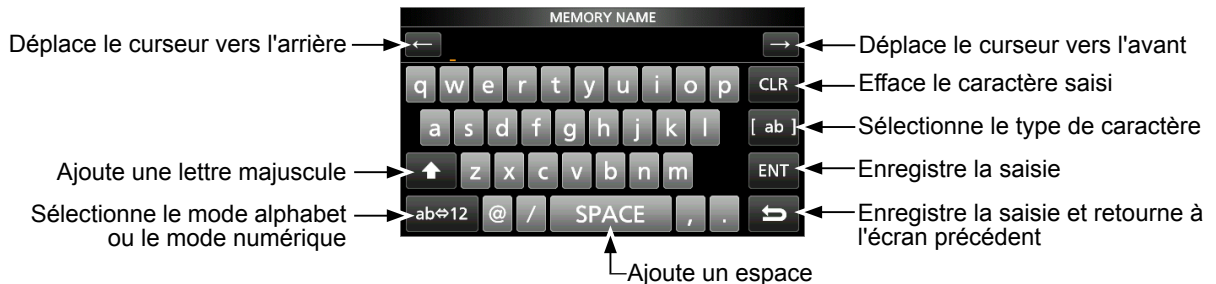 MEMORY NAME
Déplace le curseur vers l'arrière
←
→
Déplace le curseur vers l'avant
q w e r t y u i o p
CLR
Efface le caractère saisi
a s d f g h j k l
[ ab ]
Sélectionne le type de caractère
Ajoute une lettre majuscule
z x c v b n m
ENT
Enregistre la saisie
Sélectionne le mode alphabet
ou le mode numérique
ab⇔12
@ / SPACE , .
Enregistre la saisie et retourne à
l'écran précédent
Ajoute un espace